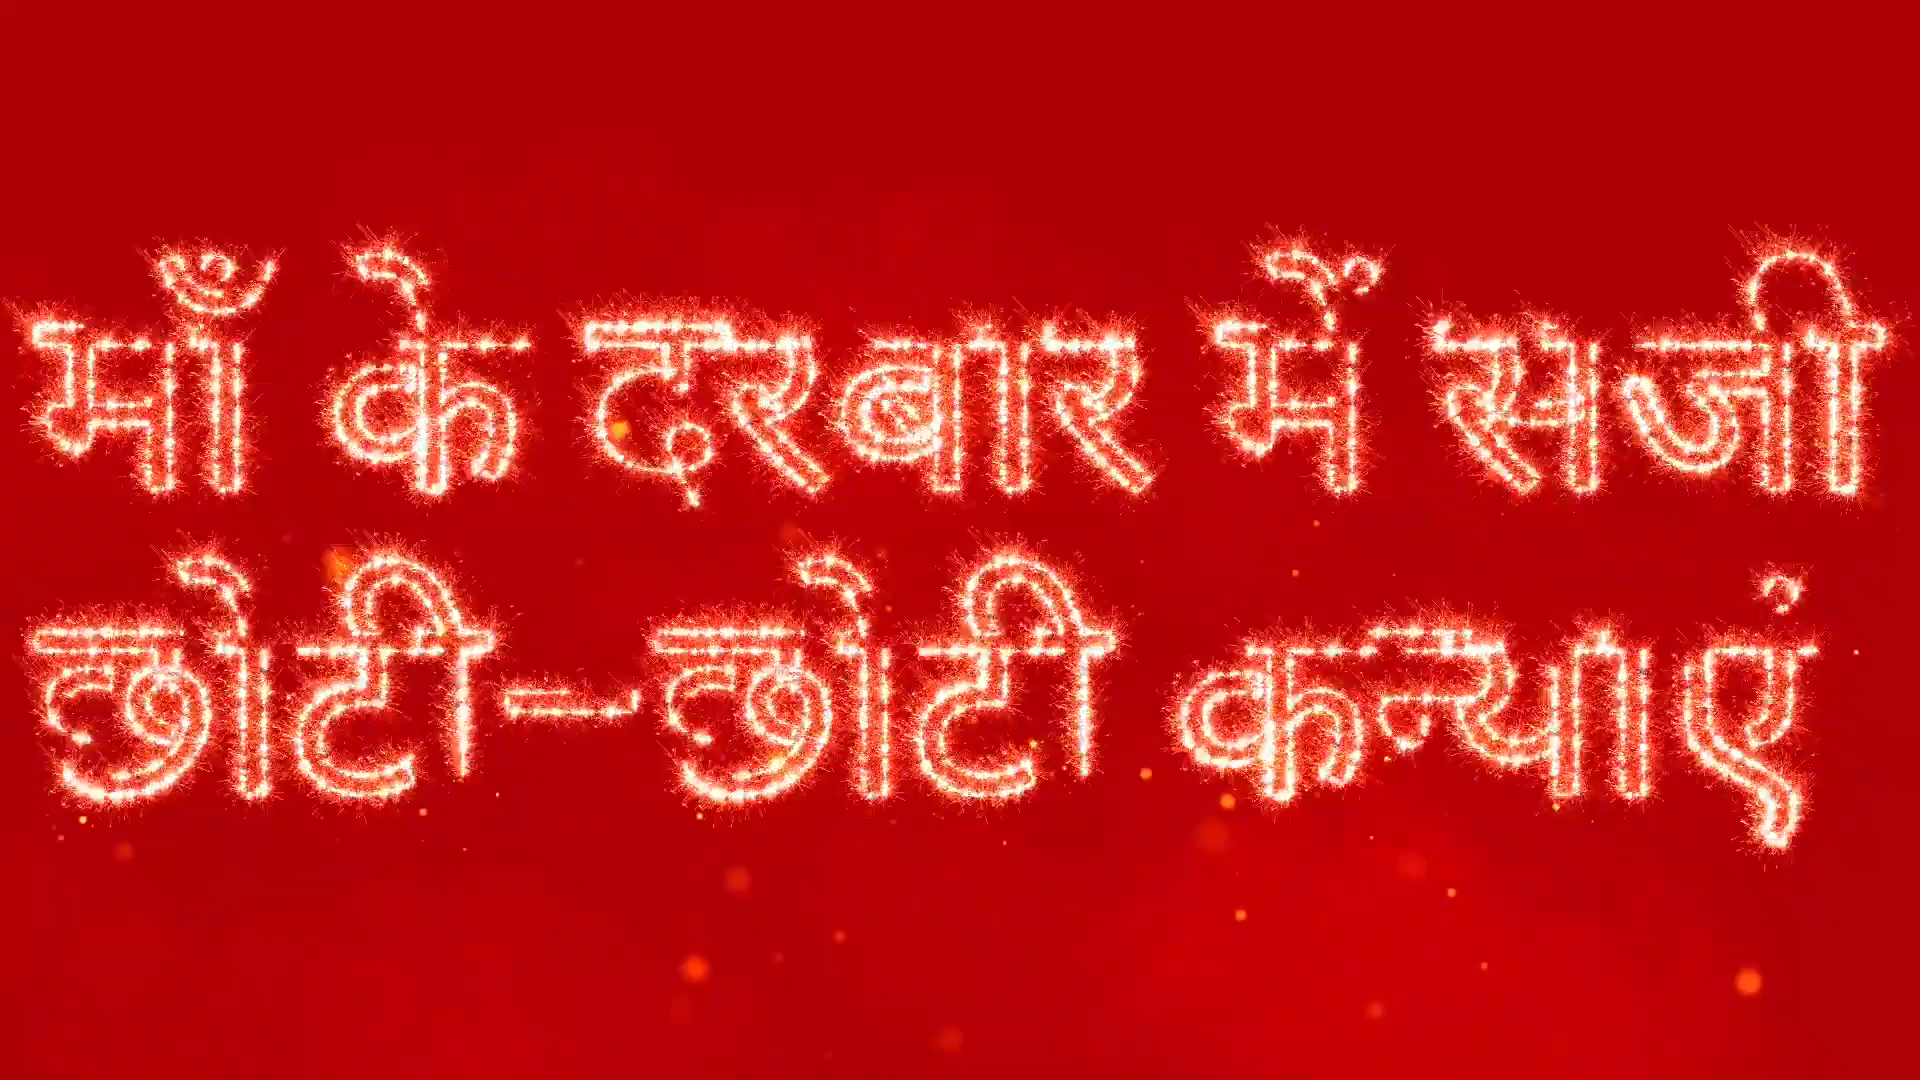 माँ के दरबार में सजी
छोटी-छोटी कन्याएं